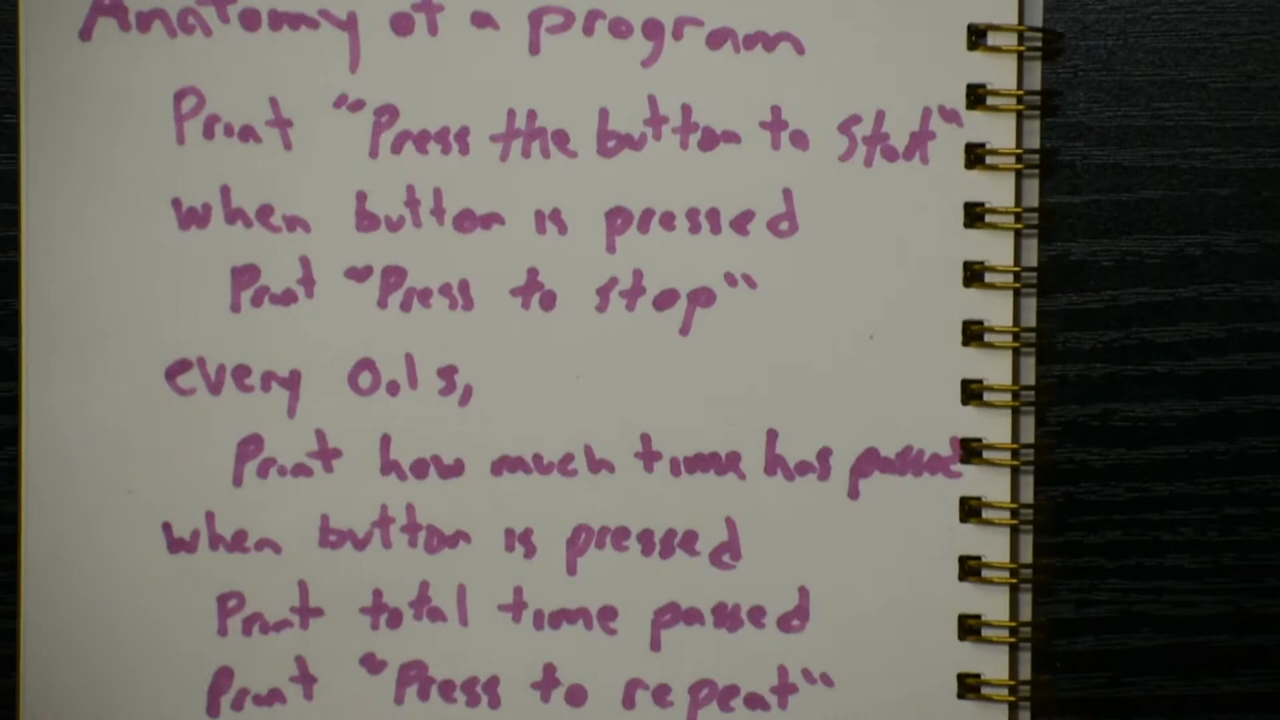 Anatomy of a program
Print "Press the button to start"
when button is pressed
Print "Press to stop"
every 0.1s,
Print how much time has passed
when button is pressed
Print total time passed
Print "Press to repeat"